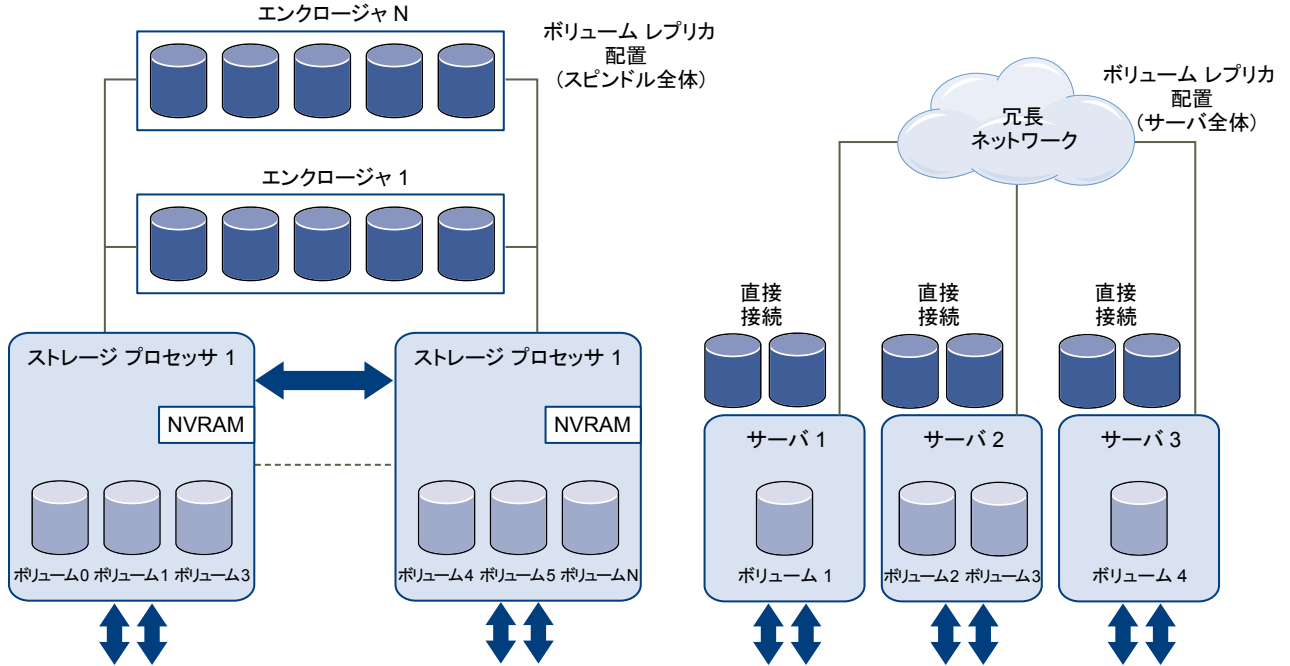 エンクロージャ N
ボリューム レプリカ
配置
(スピンドル全体)
エンクロージャ 1
ストレージ プロセッサ 1
NVRAM
ボリューム0 ボリューム1 ボリューム3
ストレージ プロセッサ 1
NVRAM
ボリューム4 ボリューム5 ボリュームN
冗長
ネットワーク
ボリューム レプリカ
配置
(サーバ全体)
直接
接続
直接
接続
直接
接続
サーバ 1
ボリューム 1
サーバ 2
ボリューム2 ボリューム3
サーバ 3
ボリューム 4